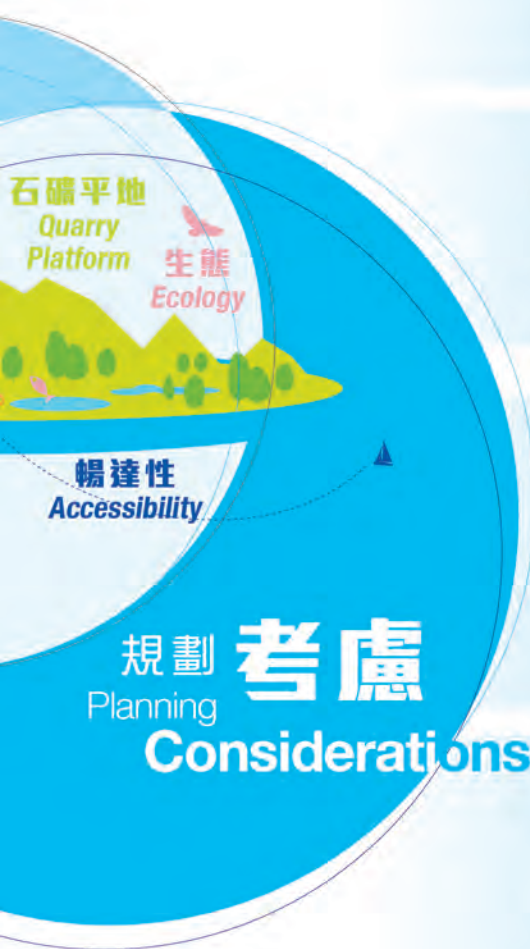 石礦平地
Quarry
Platform
生態
Ecology
暢達性
Accessibility
規劃 考慮
Planning
Considerations